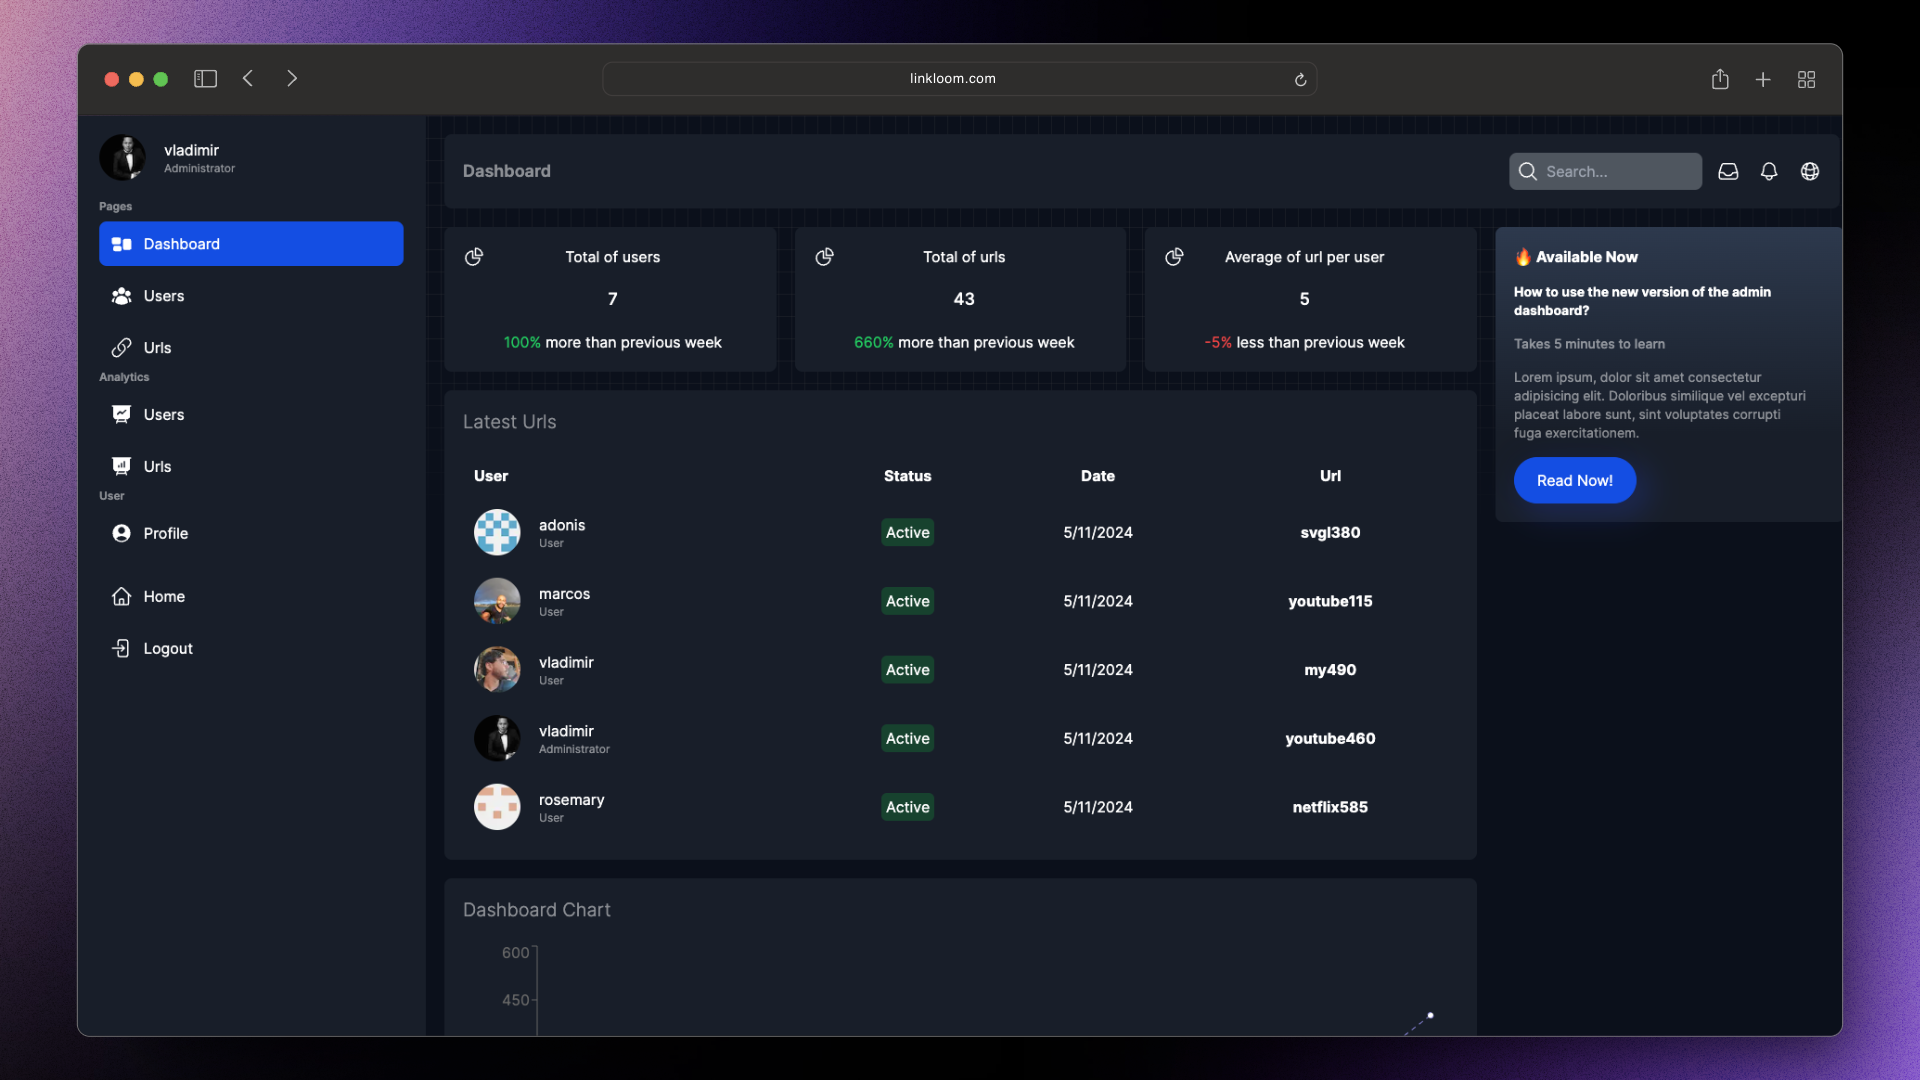 linkloom.com
vladimir
Administrator
Pages
Dashboard
Users
Urls
Analytics
Users
Urls
User
Profile
Home
Logout
Dashboard
Search...
Total of users
7
100% more than previous week
Total of urls
43
660% more than previous week
Average of url per user
5
-5% less than previous week
🔥 Available Now
How to use the new version of the admin
dashboard?
Takes 5 minutes to learn
Lorem ipsum, dolor sit amet consectetur
adipisicing elit. Doloribus similique vel excepturi
placeat labore sunt, sint voluptates corrupti
fuga exercitationem.
Read Now!
Latest Urls
User Status Date Url
adonis
User
Active 5/11/2024 svgl380
marcos
User
Active 5/11/2024 youtube115
vladimir
User
Active 5/11/2024 my490
vladimir
Administrator
Active 5/11/2024 youtube460
rosemary
User
Active 5/11/2024 netflix585
Dashboard Chart
600
450